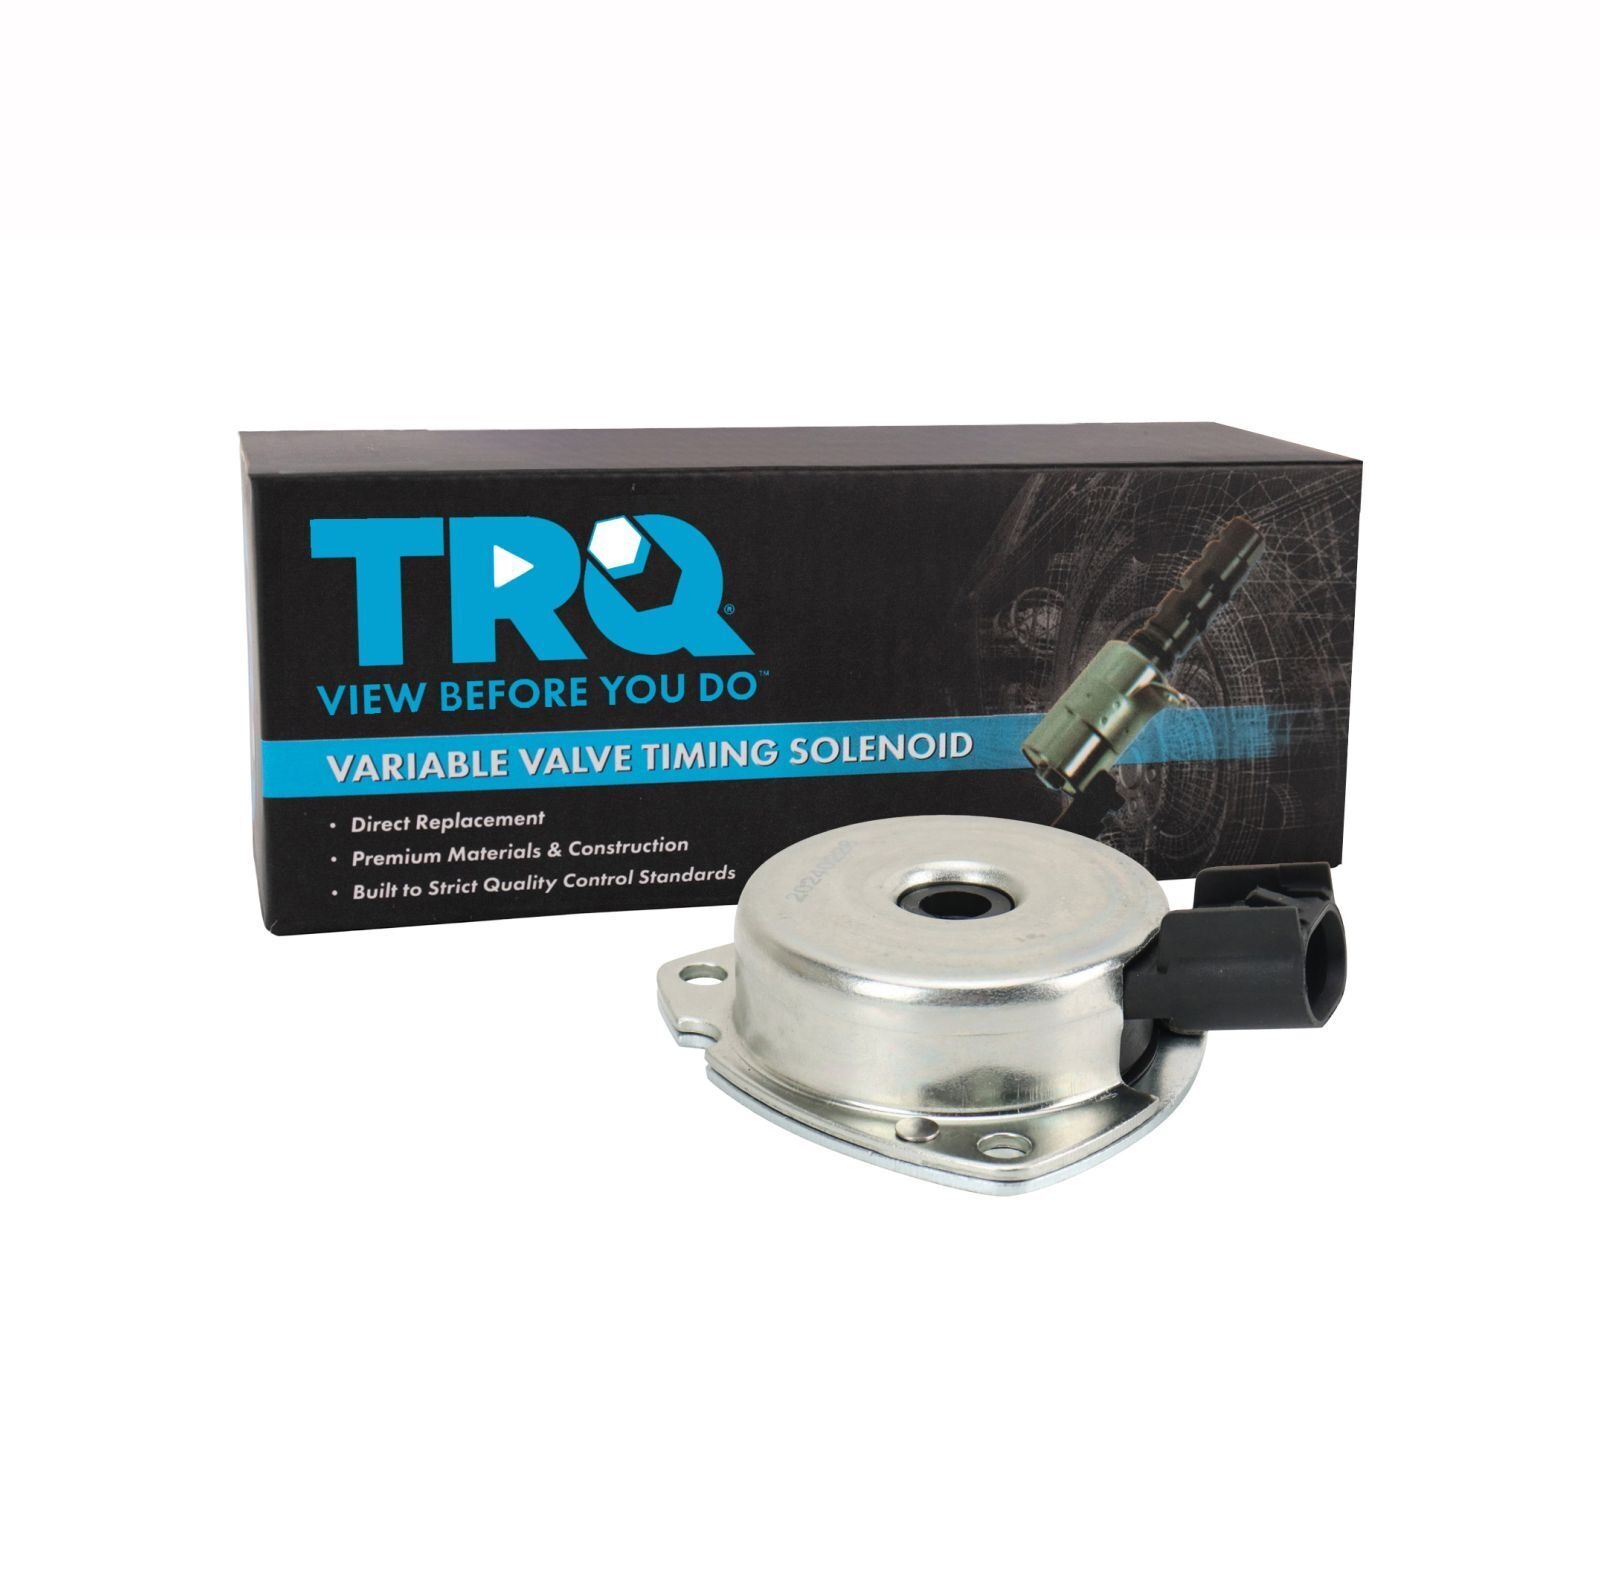 TRQ®
VIEW BEFORE YOU DO™
VARIABLE VALVE TIMING SOLENOID
• Direct Replacement
• Premium Materials & Construction
• Built to Strict Quality Control Standards